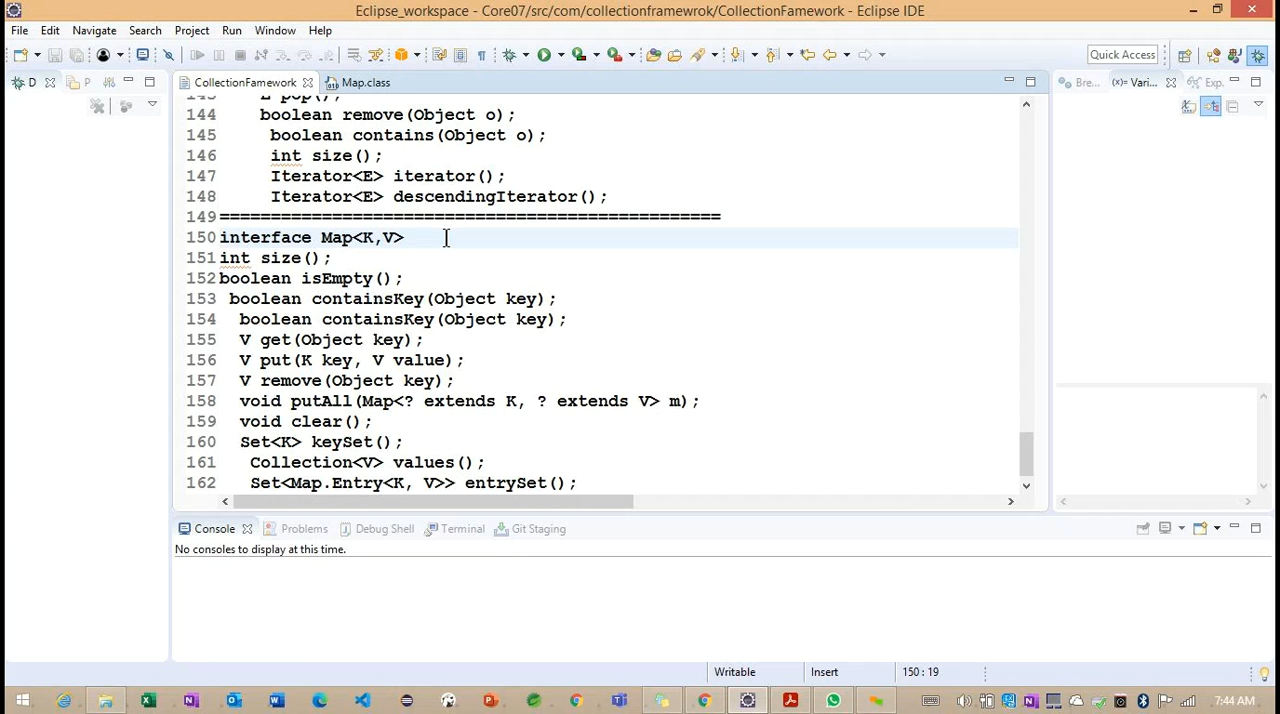 Eclipse_workspace - Core07/src/com/collectionframewrok/CollectionFamework - Eclipse IDE
File Edit Navigate Search Project Run Window Help
Quick Access
D P CollectionFamework Map.class Bre... (x)= Vari... Exp.
144 boolean remove(Object o);
145 boolean contains(Object o);
146 int size();
147 Iterator<E> iterator();
148 Iterator<E> descendingIterator();
149 =================================================
150 interface Map<K,V>
151 int size();
152 boolean isEmpty();
153 boolean containsKey(Object key);
154 boolean containsKey(Object key);
155 V get(Object key);
156 V put(K key, V value);
157 V remove(Object key);
158 void putAll(Map<? extends K, ? extends V> m);
159 void clear();
160 Set<K> keySet();
161 Collection<V> values();
162 Set<Map.Entry<K, V>> entrySet();
Console Problems Debug Shell Terminal Git Staging
No consoles to display at this time.
Writable Insert 150 : 19
7:44 AM